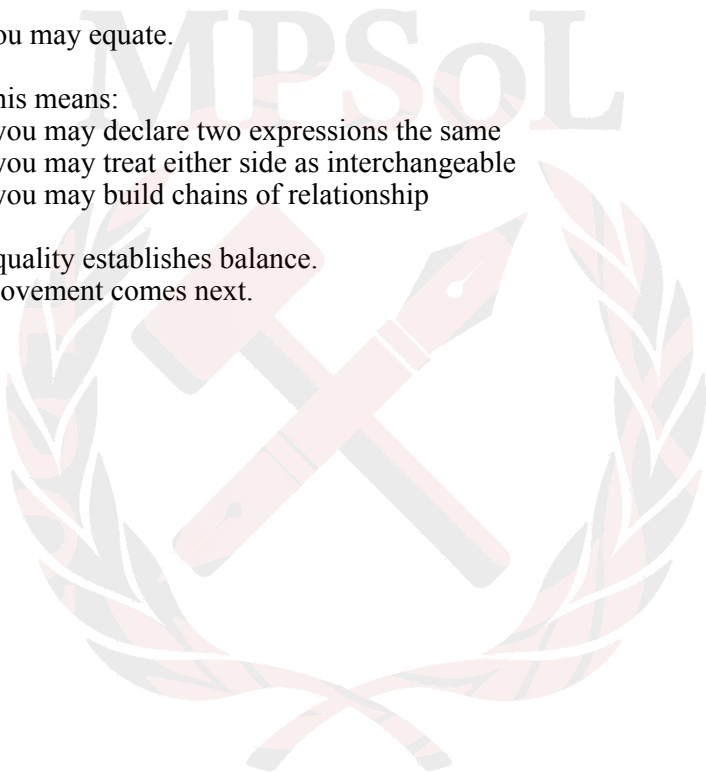 MPSoL
ou may equate.
his means:
you may declare two expressions the same
you may treat either side as interchangeable
you may build chains of relationship
quality establishes balance.
ovement comes next.